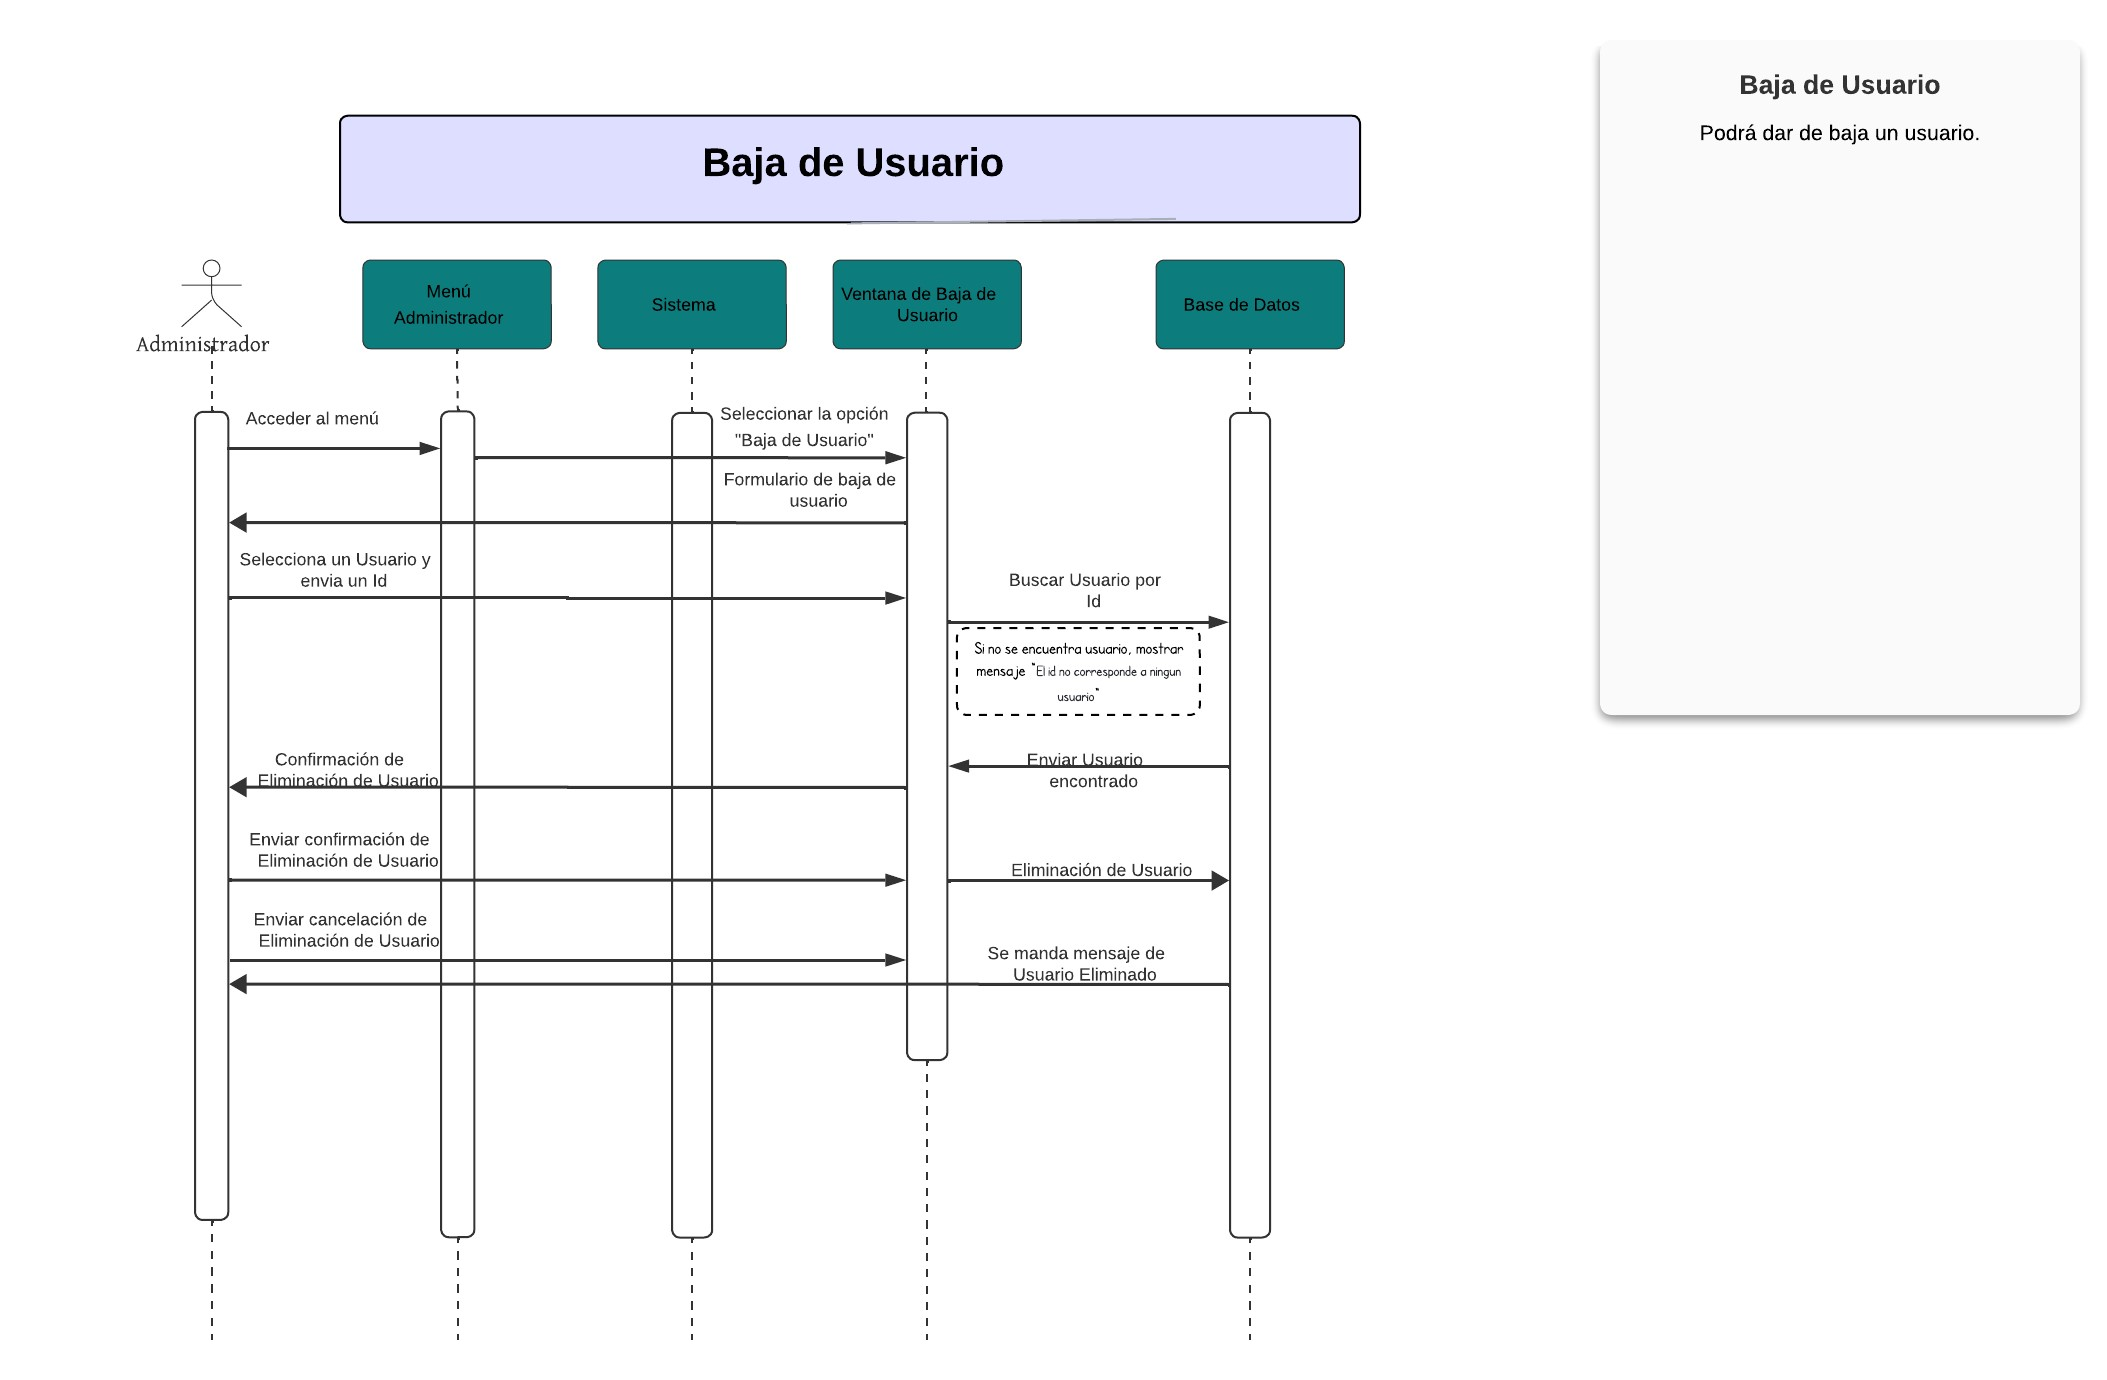 Baja de Usuario
Podrá dar de baja un usuario.
Baja de Usuario
Administrador
Menú
Administrador
Sistema
Ventana de Baja de
Usuario
Base de Datos
Acceder al menú
Seleccionar la opción
"Baja de Usuario"
Formulario de baja de
usuario
Selecciona un Usuario y
envia un Id
Buscar Usuario por
Id
Si no se encuentra usuario, mostrar
mensaje "El id no corresponde a ningun
usuario"
Enviar Usuario
encontrado
Confirmación de
Eliminación de Usuario
Enviar confirmación de
Eliminación de Usuario
Eliminación de Usuario
Enviar cancelación de
Eliminación de Usuario
Se manda mensaje de
Usuario Eliminado